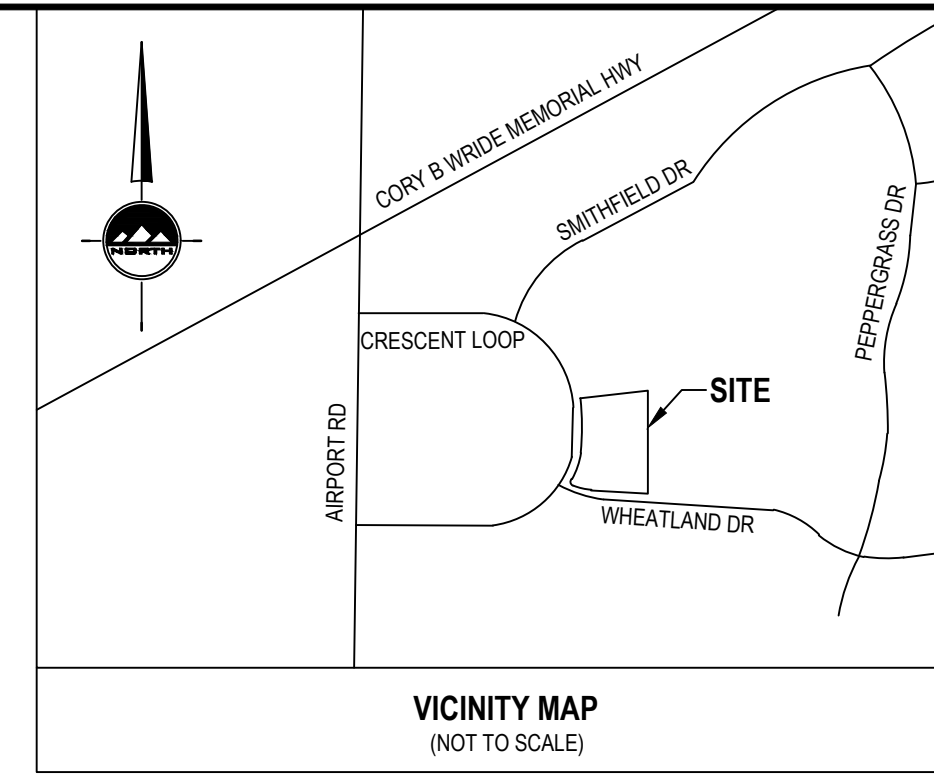 CORY B WRIDE MEMORIAL HWY
SMITHFIELD DR
PEPPERGRASS DR
NORTH
CRESCENT LOOP
SITE
AIRPORT RD
WHEATLAND DR
VICINITY MAP
(NOT TO SCALE)